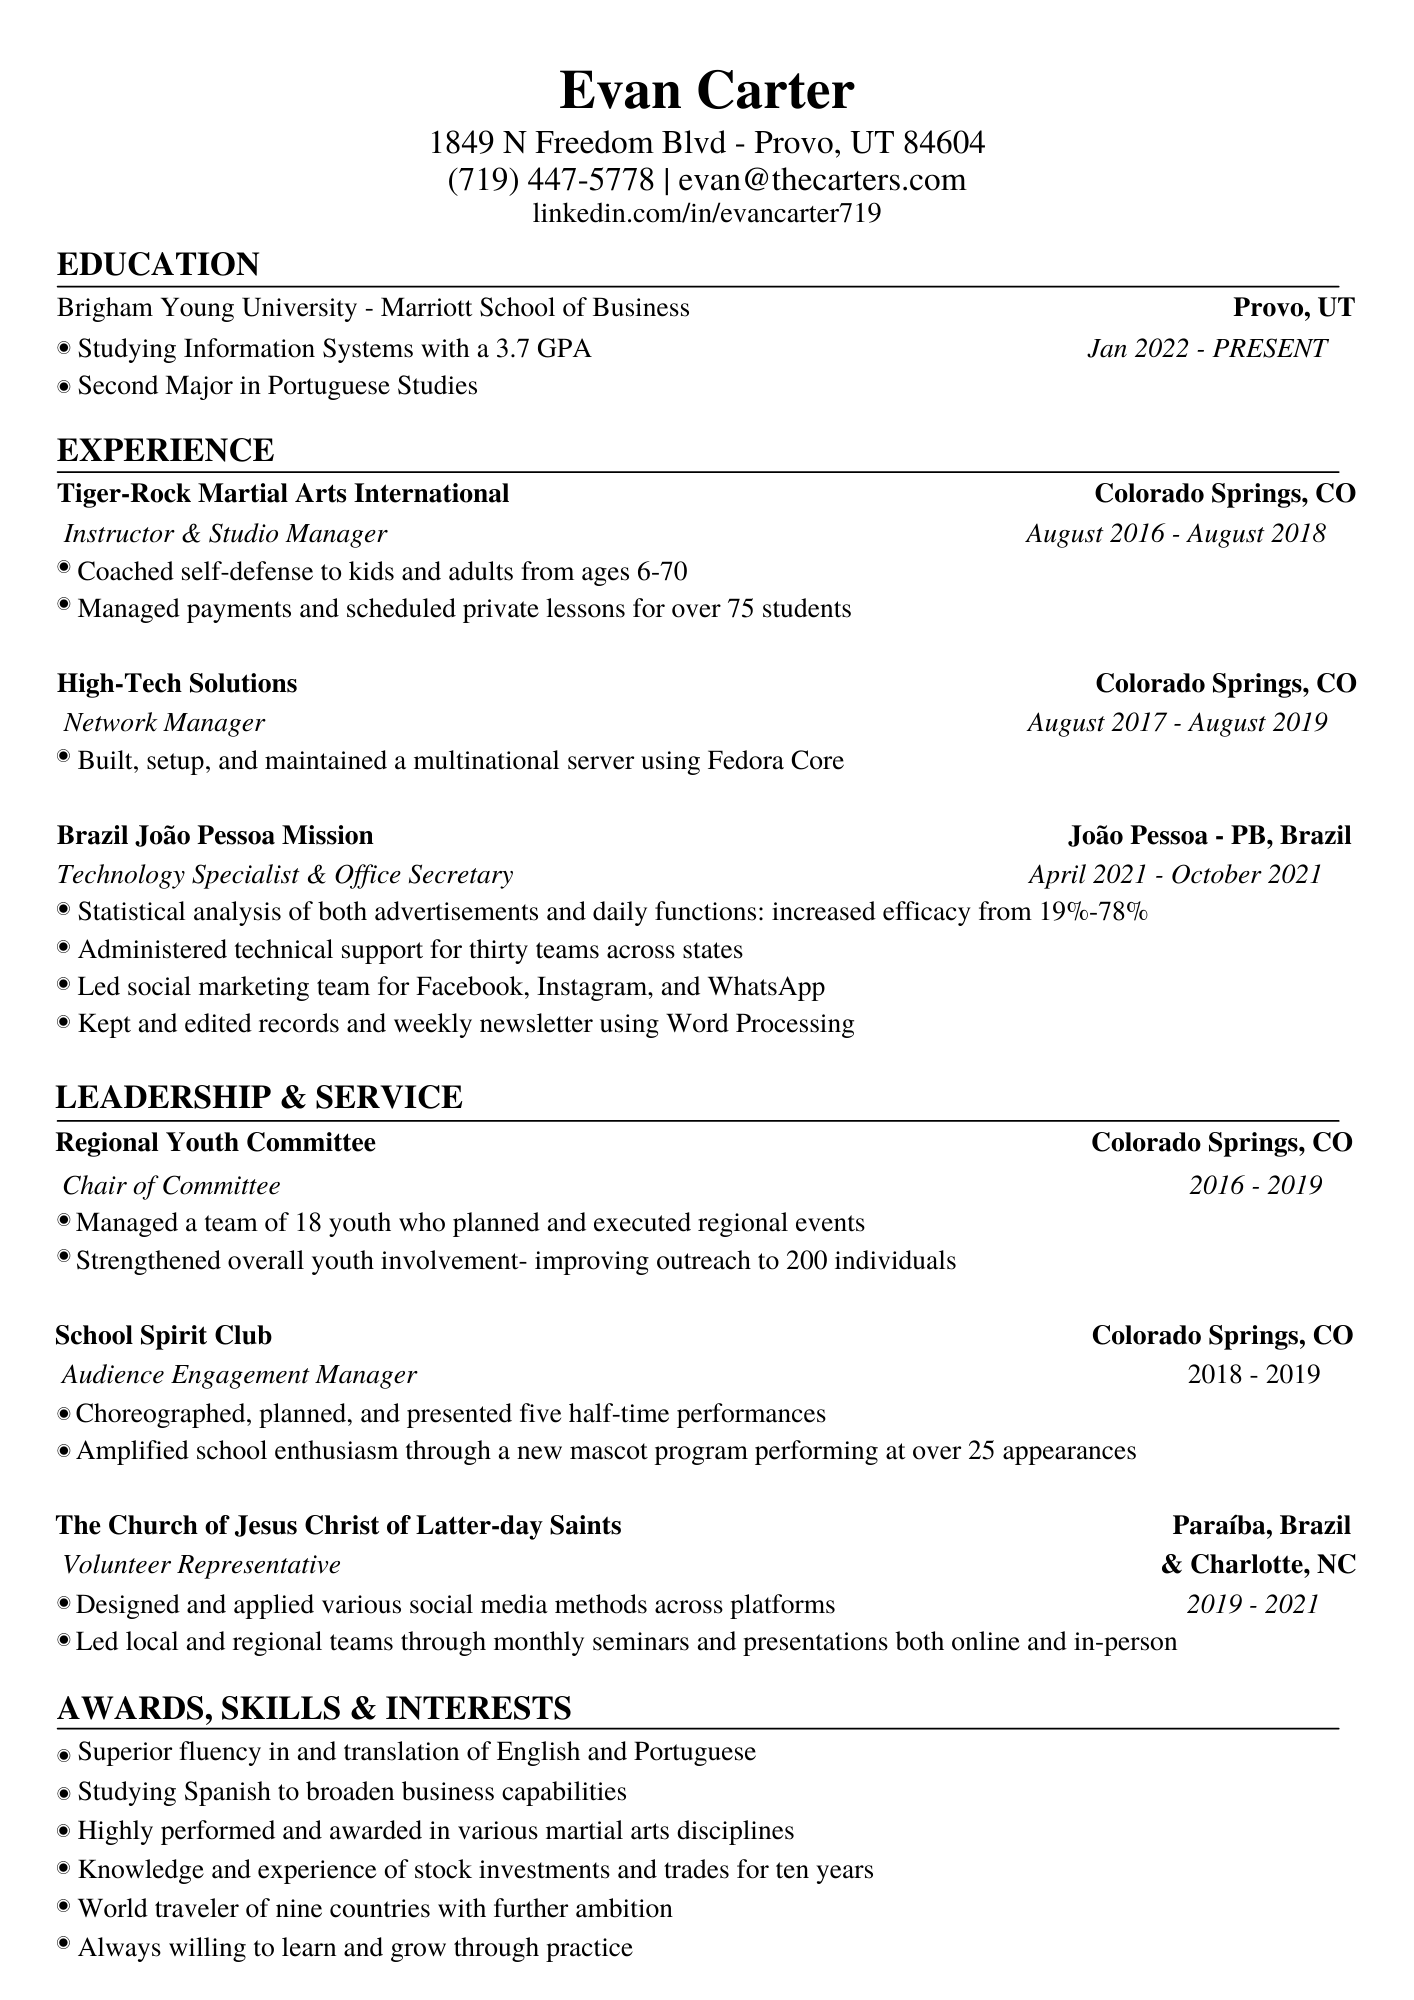 Evan Carter
1849 N Freedom Blvd - Provo, UT 84604
(719) 447-5778 | evan@thecarters.com
linkedin.com/in/evancarter719
EDUCATION
Brigham Young University - Marriott School of Business Provo, UT
◉ Studying Information Systems with a 3.7 GPA Jan 2022 - PRESENT
◉ Second Major in Portuguese Studies
EXPERIENCE
Tiger-Rock Martial Arts International Colorado Springs, CO
Instructor & Studio Manager August 2016 - August 2018
◉ Coached self-defense to kids and adults from ages 6-70
◉ Managed payments and scheduled private lessons for over 75 students
High-Tech Solutions Colorado Springs, CO
Network Manager August 2017 - August 2019
◉ Built, setup, and maintained a multinational server using Fedora Core
Brazil João Pessoa Mission João Pessoa - PB, Brazil
Technology Specialist & Office Secretary April 2021 - October 2021
◉ Statistical analysis of both advertisements and daily functions: increased efficacy from 19%-78%
◉ Administered technical support for thirty teams across states
◉ Led social marketing team for Facebook, Instagram, and WhatsApp
◉ Kept and edited records and weekly newsletter using Word Processing
LEADERSHIP & SERVICE
Regional Youth Committee Colorado Springs, CO
Chair of Committee 2016 - 2019
◉ Managed a team of 18 youth who planned and executed regional events
◉ Strengthened overall youth involvement- improving outreach to 200 individuals
School Spirit Club Colorado Springs, CO
Audience Engagement Manager 2018 - 2019
◉ Choreographed, planned, and presented five half-time performances
◉ Amplified school enthusiasm through a new mascot program performing at over 25 appearances
The Church of Jesus Christ of Latter-day Saints Paraíba, Brazil
Volunteer Representative & Charlotte, NC
◉ Designed and applied various social media methods across platforms 2019 - 2021
◉ Led local and regional teams through monthly seminars and presentations both online and in-person
AWARDS, SKILLS & INTERESTS
◉ Superior fluency in and translation of English and Portuguese
◉ Studying Spanish to broaden business capabilities
◉ Highly performed and awarded in various martial arts disciplines
◉ Knowledge and experience of stock investments and trades for ten years
◉ World traveler of nine countries with further ambition
◉ Always willing to learn and grow through practice